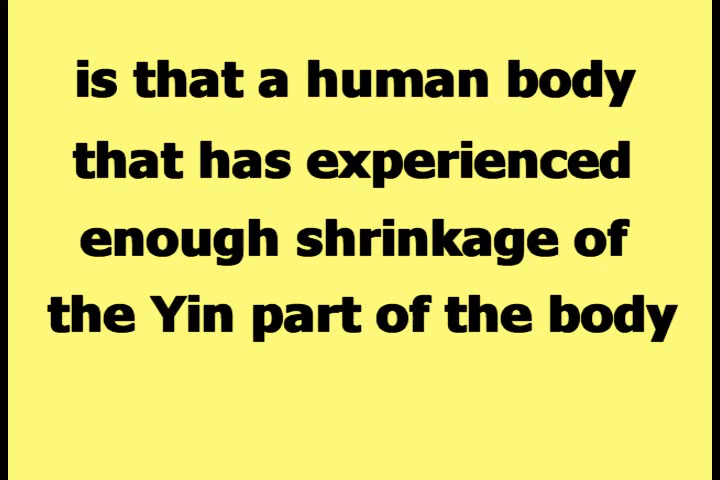 is that a human body
that has experienced
enough shrinkage of
the Yin part of the body